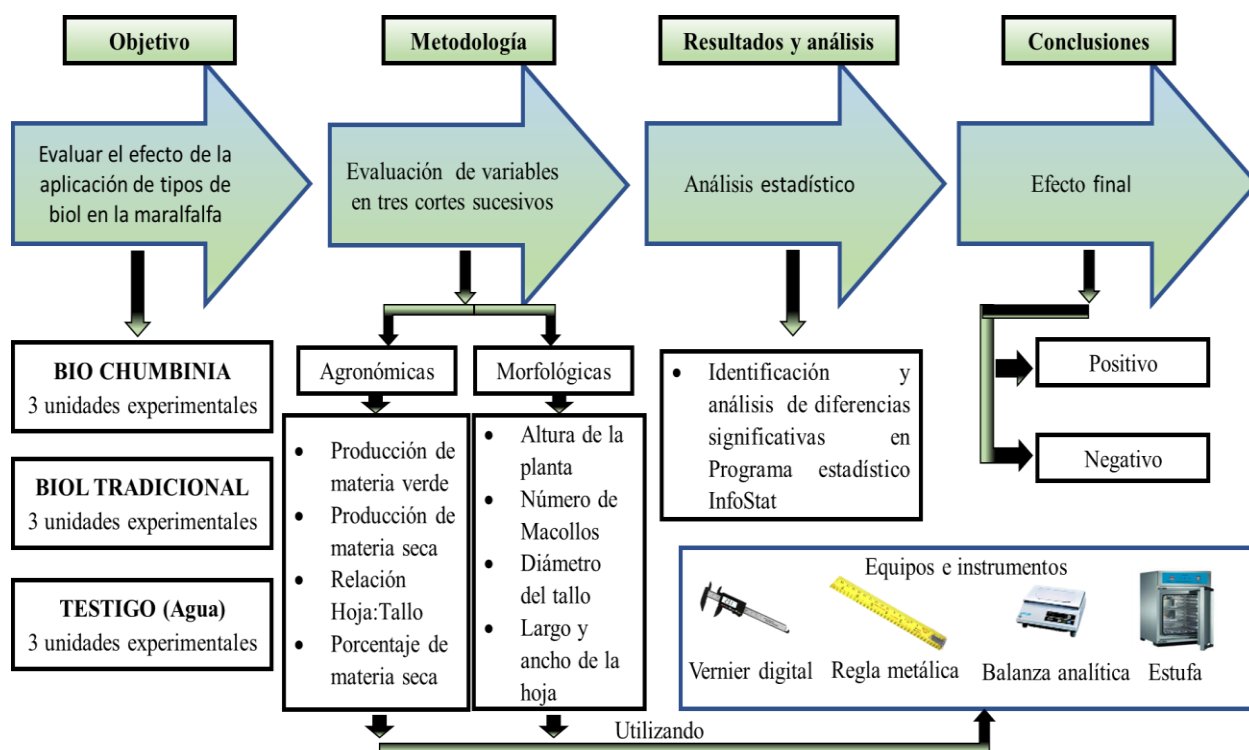 Objetivo
Metodología
Resultados y análisis
Conclusiones
Evaluar el efecto de la
aplicación de tipos de
biol en la maralfalfa
Evaluación de variables
en tres cortes sucesivos
Análisis estadístico
Efecto final
BIO CHUMBINIA
3 unidades experimentales
BIOL TRADICIONAL
3 unidades experimentales
TESTIGO (Agua)
3 unidades experimentales
Agronómicas
• Producción de
materia verde
• Producción de
materia seca
• Relación
Hoja:Tallo
• Porcentaje de
materia seca
Morfológicas
• Altura de la
planta
• Número de
Macollos
• Diámetro
del tallo
• Largo y
ancho de la
hoja
• Identificación y
análisis de diferencias
significativas en
Programa estadístico
InfoStat
Positivo
Negativo
Equipos e instrumentos
Vernier digital
Regla metálica
Balanza analítica
Estufa
Utilizando